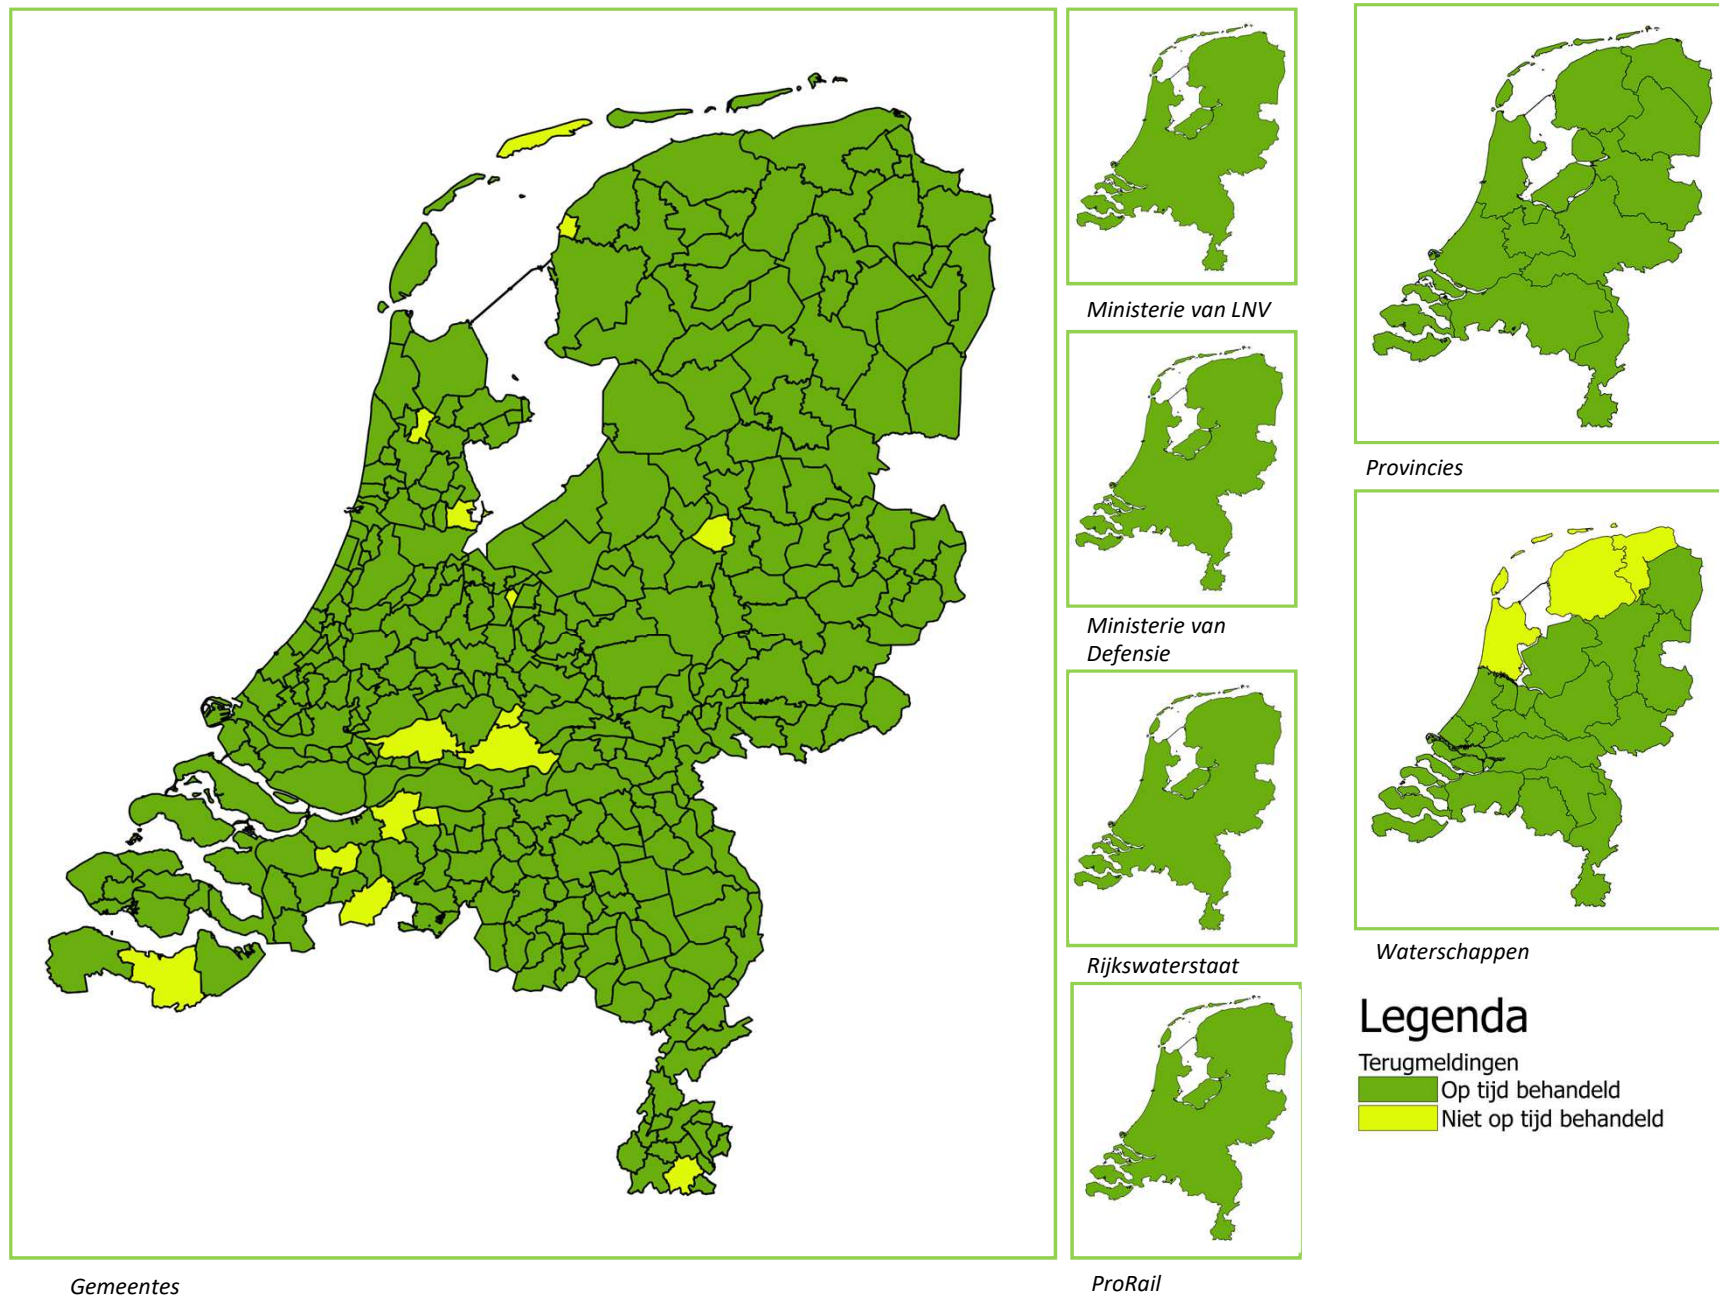 Gemeentes
Ministerie van LNV
Ministerie van
Defensie
Rijkswaterstaat
ProRail
Provincies
Waterschappen
Legenda
Terugmeldingen
Op tijd behandeld
Niet op tijd behandeld